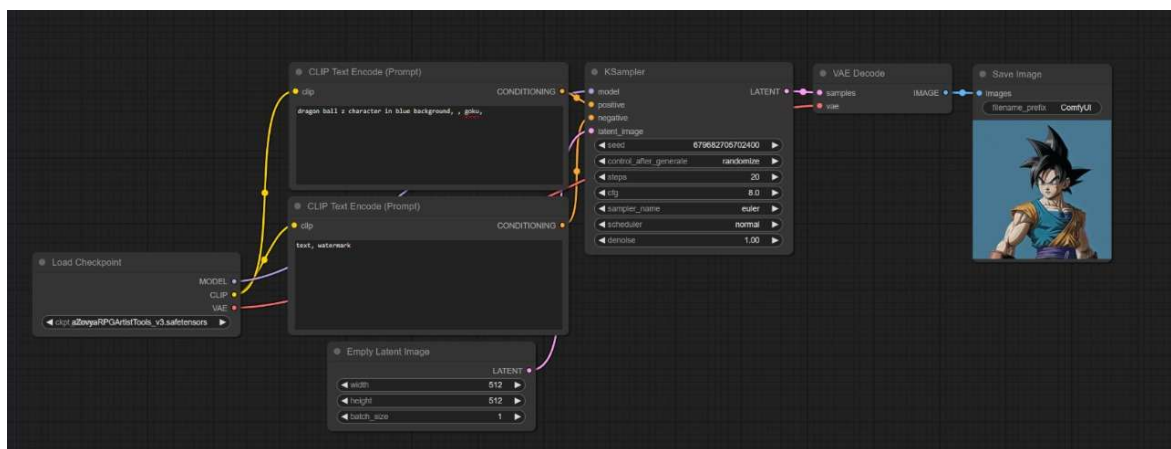 CLIP Text Encode (Prompt)
clip
CONDITIONING
dragon ball z character in blue background, , goku,
CLIP Text Encode (Prompt)
clip
CONDITIONING
text, watermark
Load Checkpoint
MODEL
CLIP
VAE
ckpt aZovyaRPGArtistTools_v3.safetensors
Empty Latent Image
LATENT
width 512
height 512
batch_size 1
KSampler
model LATENT
positive
negative
latent_image
seed 679682705702400
control_after_generate randomize
steps 20
cfg 8.0
sampler_name euler
scheduler normal
denoise 1.00
VAE Decode
samples IMAGE
vae
Save Image
images
filename_prefix ComfyUI